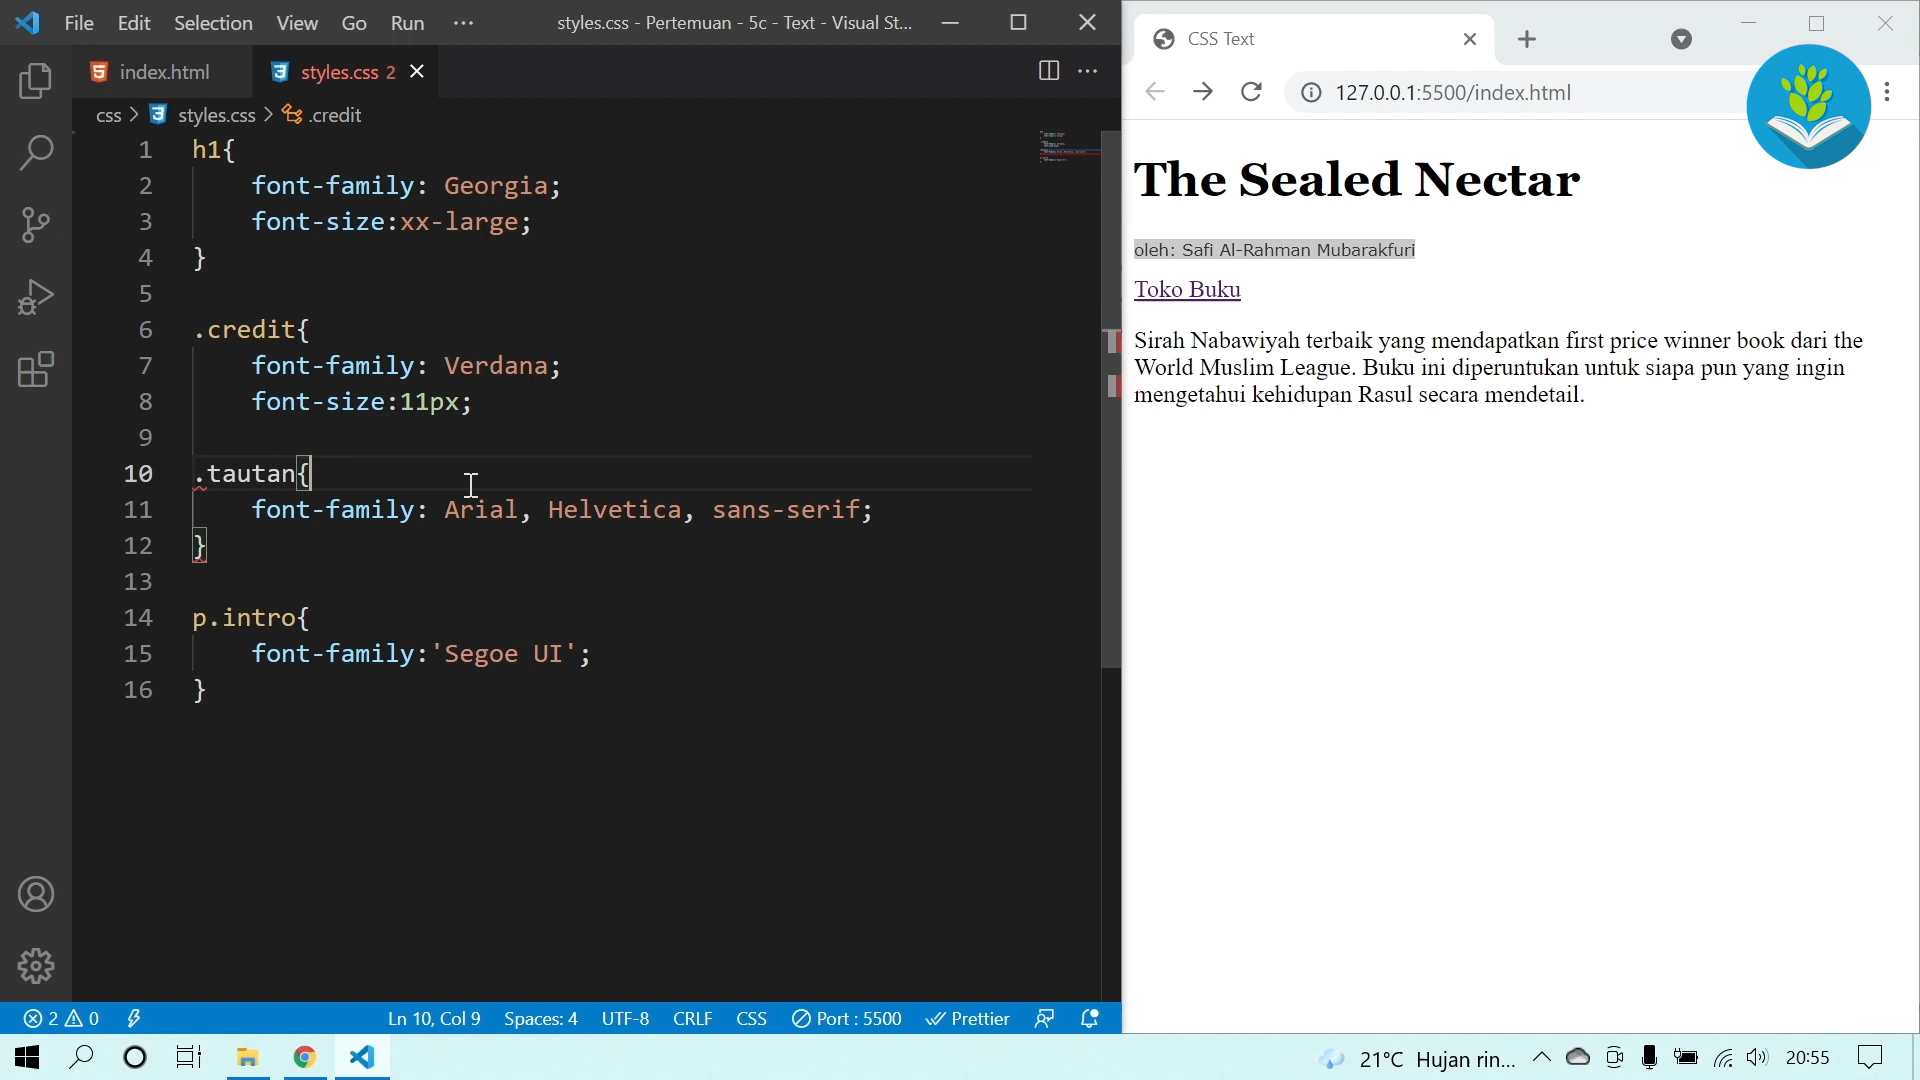 File Edit Selection View Go Run ··· styles.css - Pertemuan - 5c - Text - Visual St...
index.html styles.css 2
css > styles.css > .credit
1 h1{
2 font-family: Georgia;
3 font-size:xx-large;
4 }
5
6 .credit{
7 font-family: Verdana;
8 font-size:11px;
9
10 .tautan{
11 font-family: Arial, Helvetica, sans-serif;
12 }
13
14 p.intro{
15 font-family:'Segoe UI';
16 }
2 0 Ln 10, Col 9 Spaces: 4 UTF-8 CRLF CSS Port : 5500 Prettier
CSS Text
127.0.0.1:5500/index.html
The Sealed Nectar
oleh: Safi Al-Rahman Mubarakfuri
Toko Buku
Sirah Nabawiyah terbaik yang mendapatkan first price winner book dari the
World Muslim League. Buku ini diperuntukan untuk siapa pun yang ingin
mengetahui kehidupan Rasul secara mendetail.
21°C Hujan rin... 20:55